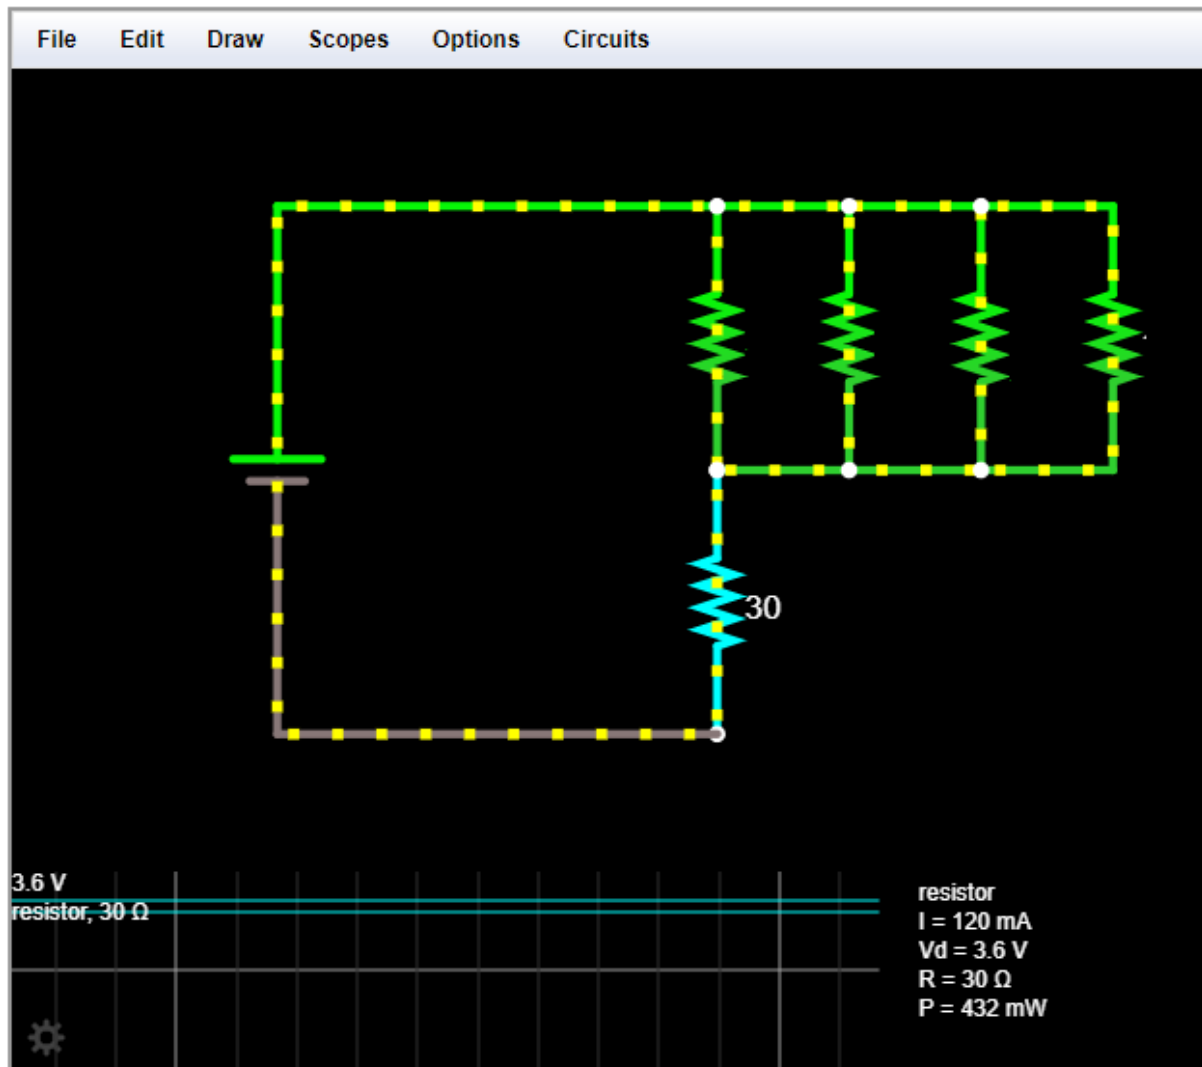 File Edit Draw Scopes Options Circuits
30
3.6 V
resistor, 30 Ω
resistor
I = 120 mA
Vd = 3.6 V
R = 30 Ω
P = 432 mW